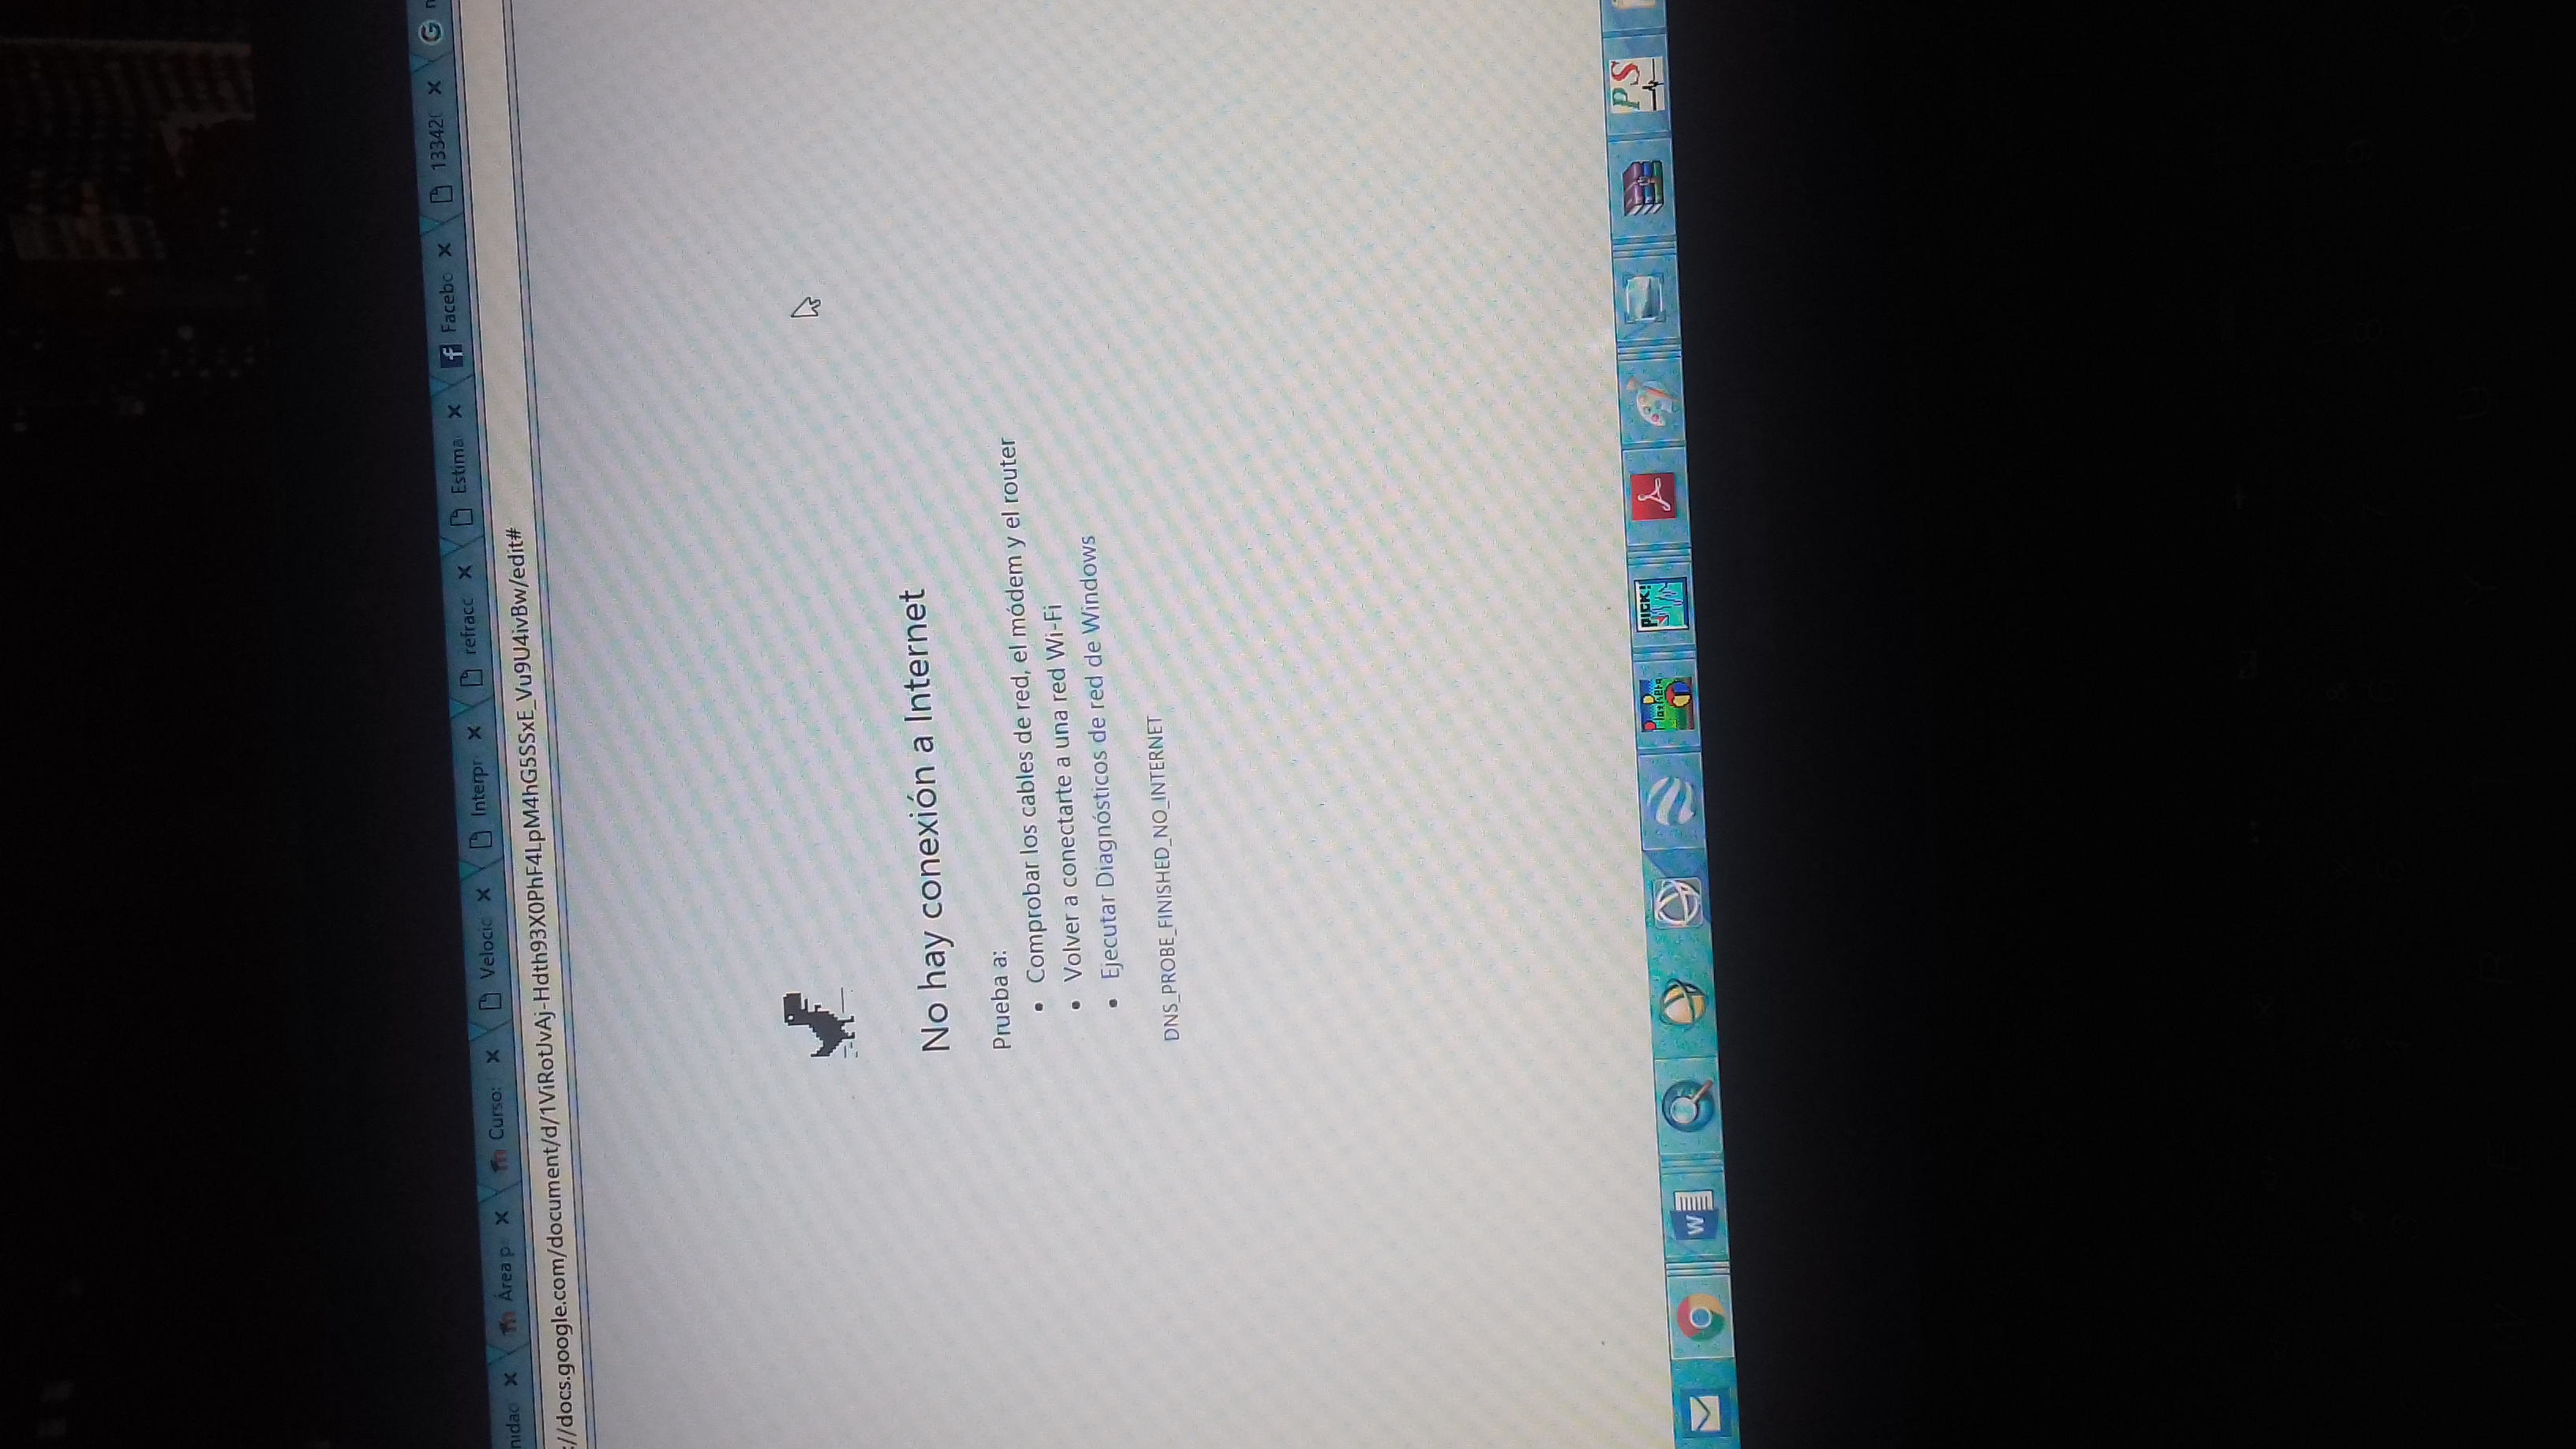 nidac
Área p
Curso:
Velocic
Interpr
refracc
Estima
Facebo
13342
://docs.google.com/document/d/1ViRotJvAj-Hdth93X0PhF4LpM4hG5SSxE_Vu9U4ivBw/edit#
No hay conexión a Internet
Prueba a:
Comprobar los cables de red, el módem y el router
Volver a conectarte a una red Wi-Fi
Ejecutar Diagnósticos de red de Windows
DNS_PROBE_FINISHED_NO_INTERNET
W
PICK!
PS